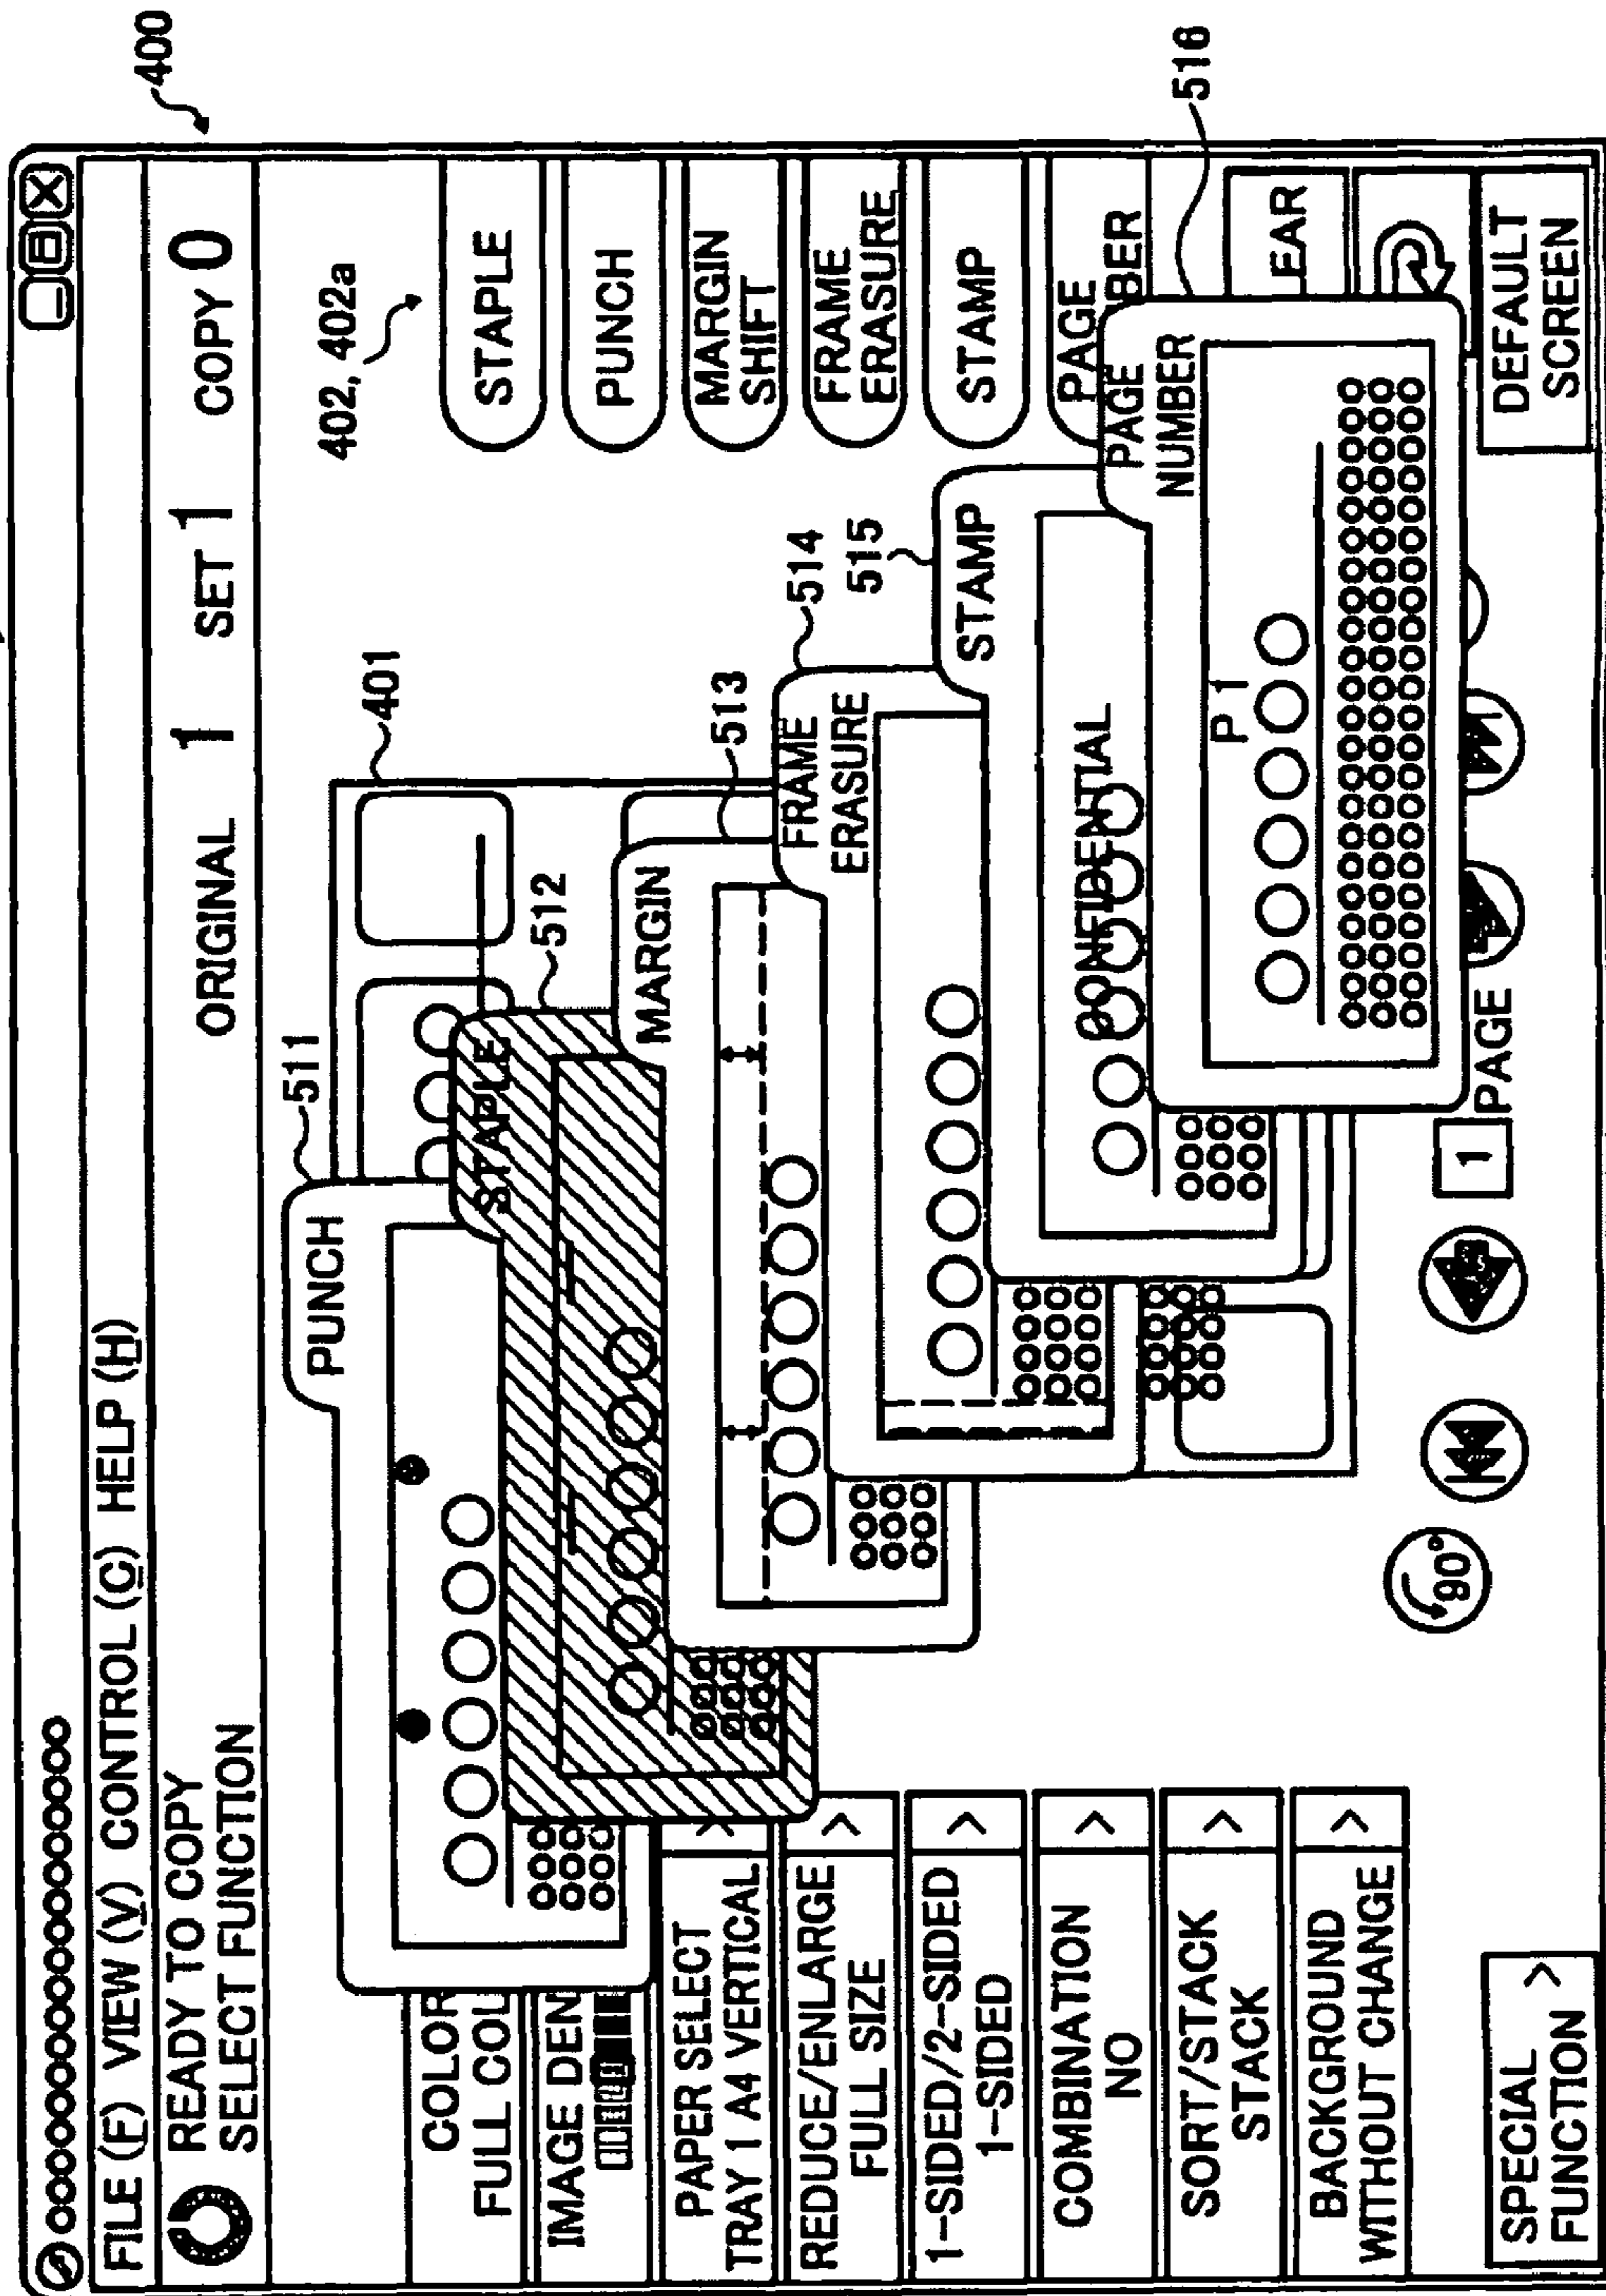 400
FILE (F) VIEW (V) CONTROL (C) HELP (H)
READY TO COPY
SELECT FUNCTION
ORIGINAL 1 SET 1 COPY 0
402, 402a
401
511
512
513
514
515
516
PUNCH
STAPLE
MARGIN
FRAME
ERASURE
STAMP
CONFIDENTIAL
PAGE
NUMBER
P 1
COLOR
FULL COL
IMAGE DEN
PAPER SELECT
TRAY 1 A4 VERTICAL
REDUCE/ENLARGE >
FULL SIZE
1-SIDED/2-SIDED >
1-SIDED
COMBINATION >
NO
SORT/STACK >
STACK
BACKGROUND >
WITHOUT CHANGE
SPECIAL
FUNCTION >
STAPLE
PUNCH
MARGIN
SHIFT
FRAME
ERASURE
STAMP
PAGE
BER
EAR
DEFAULT
SCREEN
90°
1 PAGE